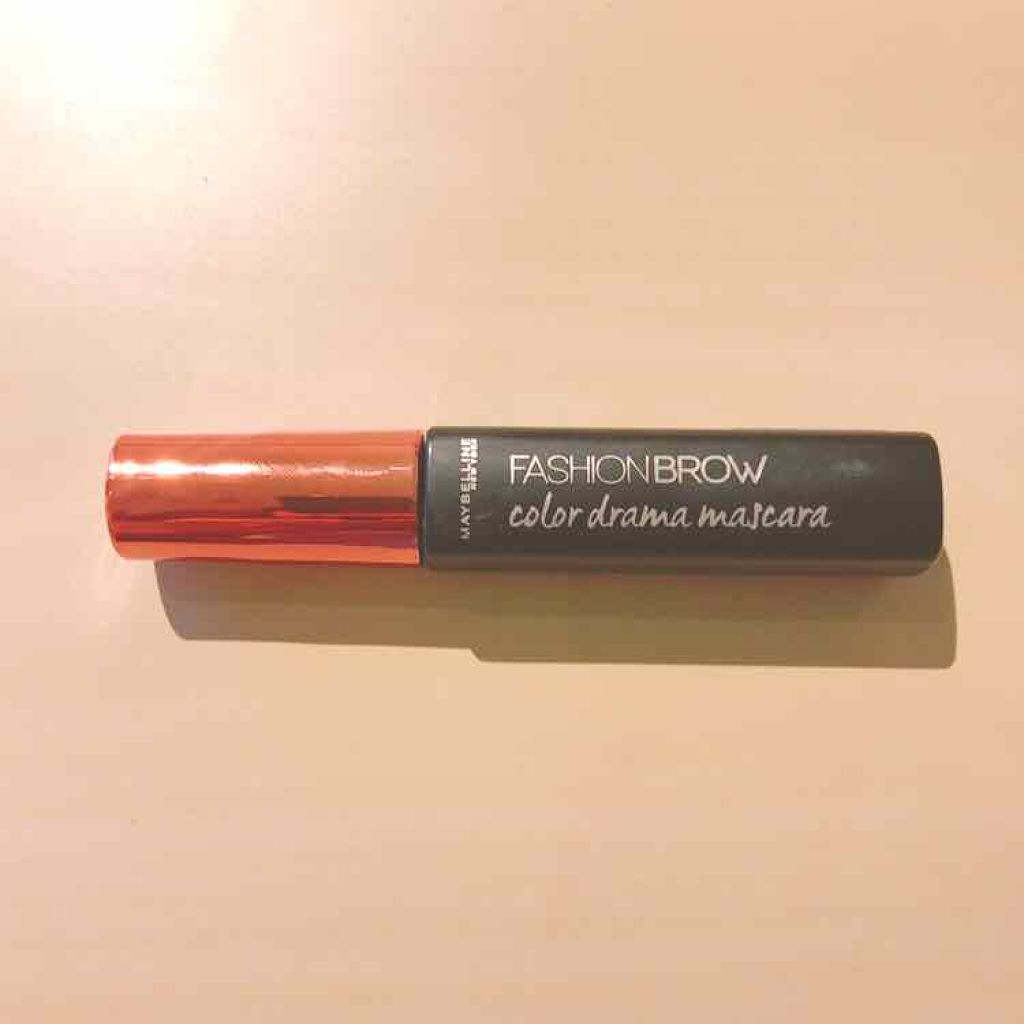 MAYBELLINE
NEW YORK
FASHIONBROW
color drama mascara